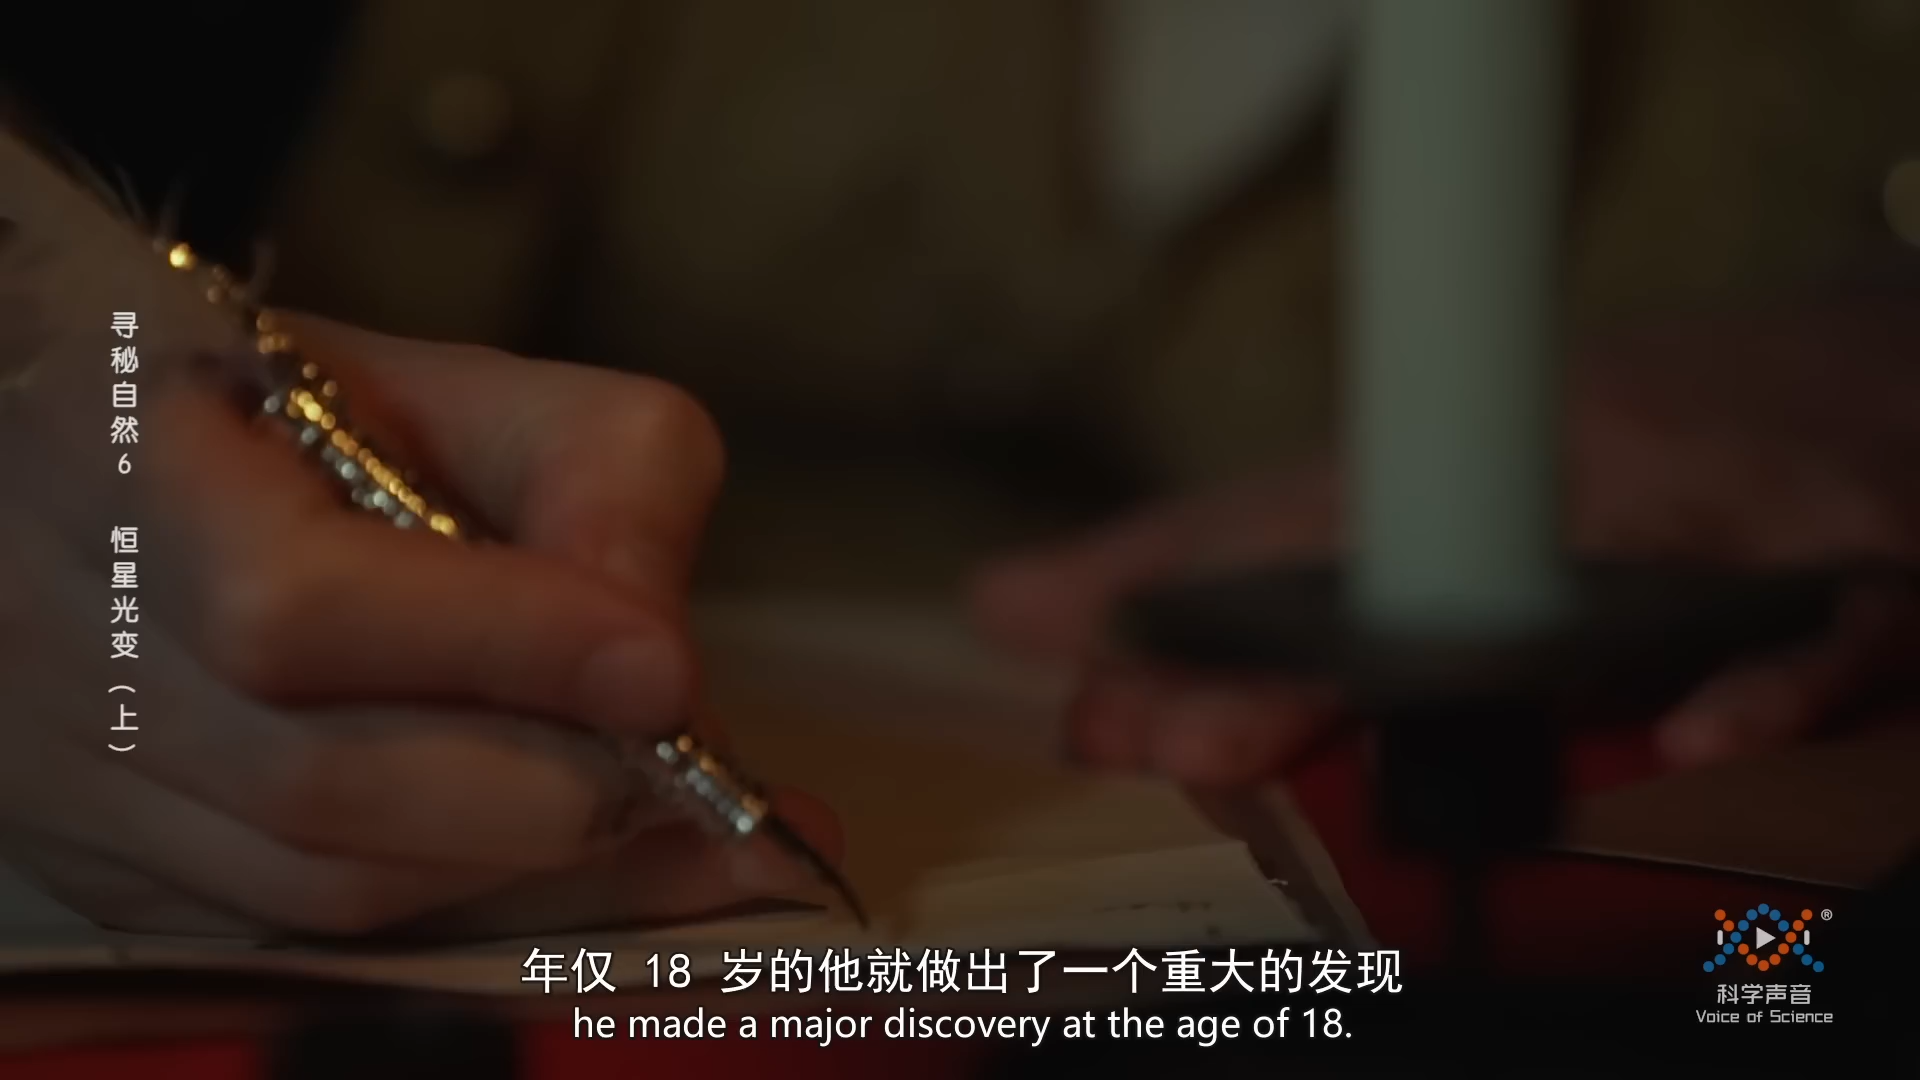 寻秘自然6 恒星光变(上)
年仅 18 岁的他就做出了一个重大的发现
he made a major discovery at the age of 18.
®
科学声音
Voice of Science